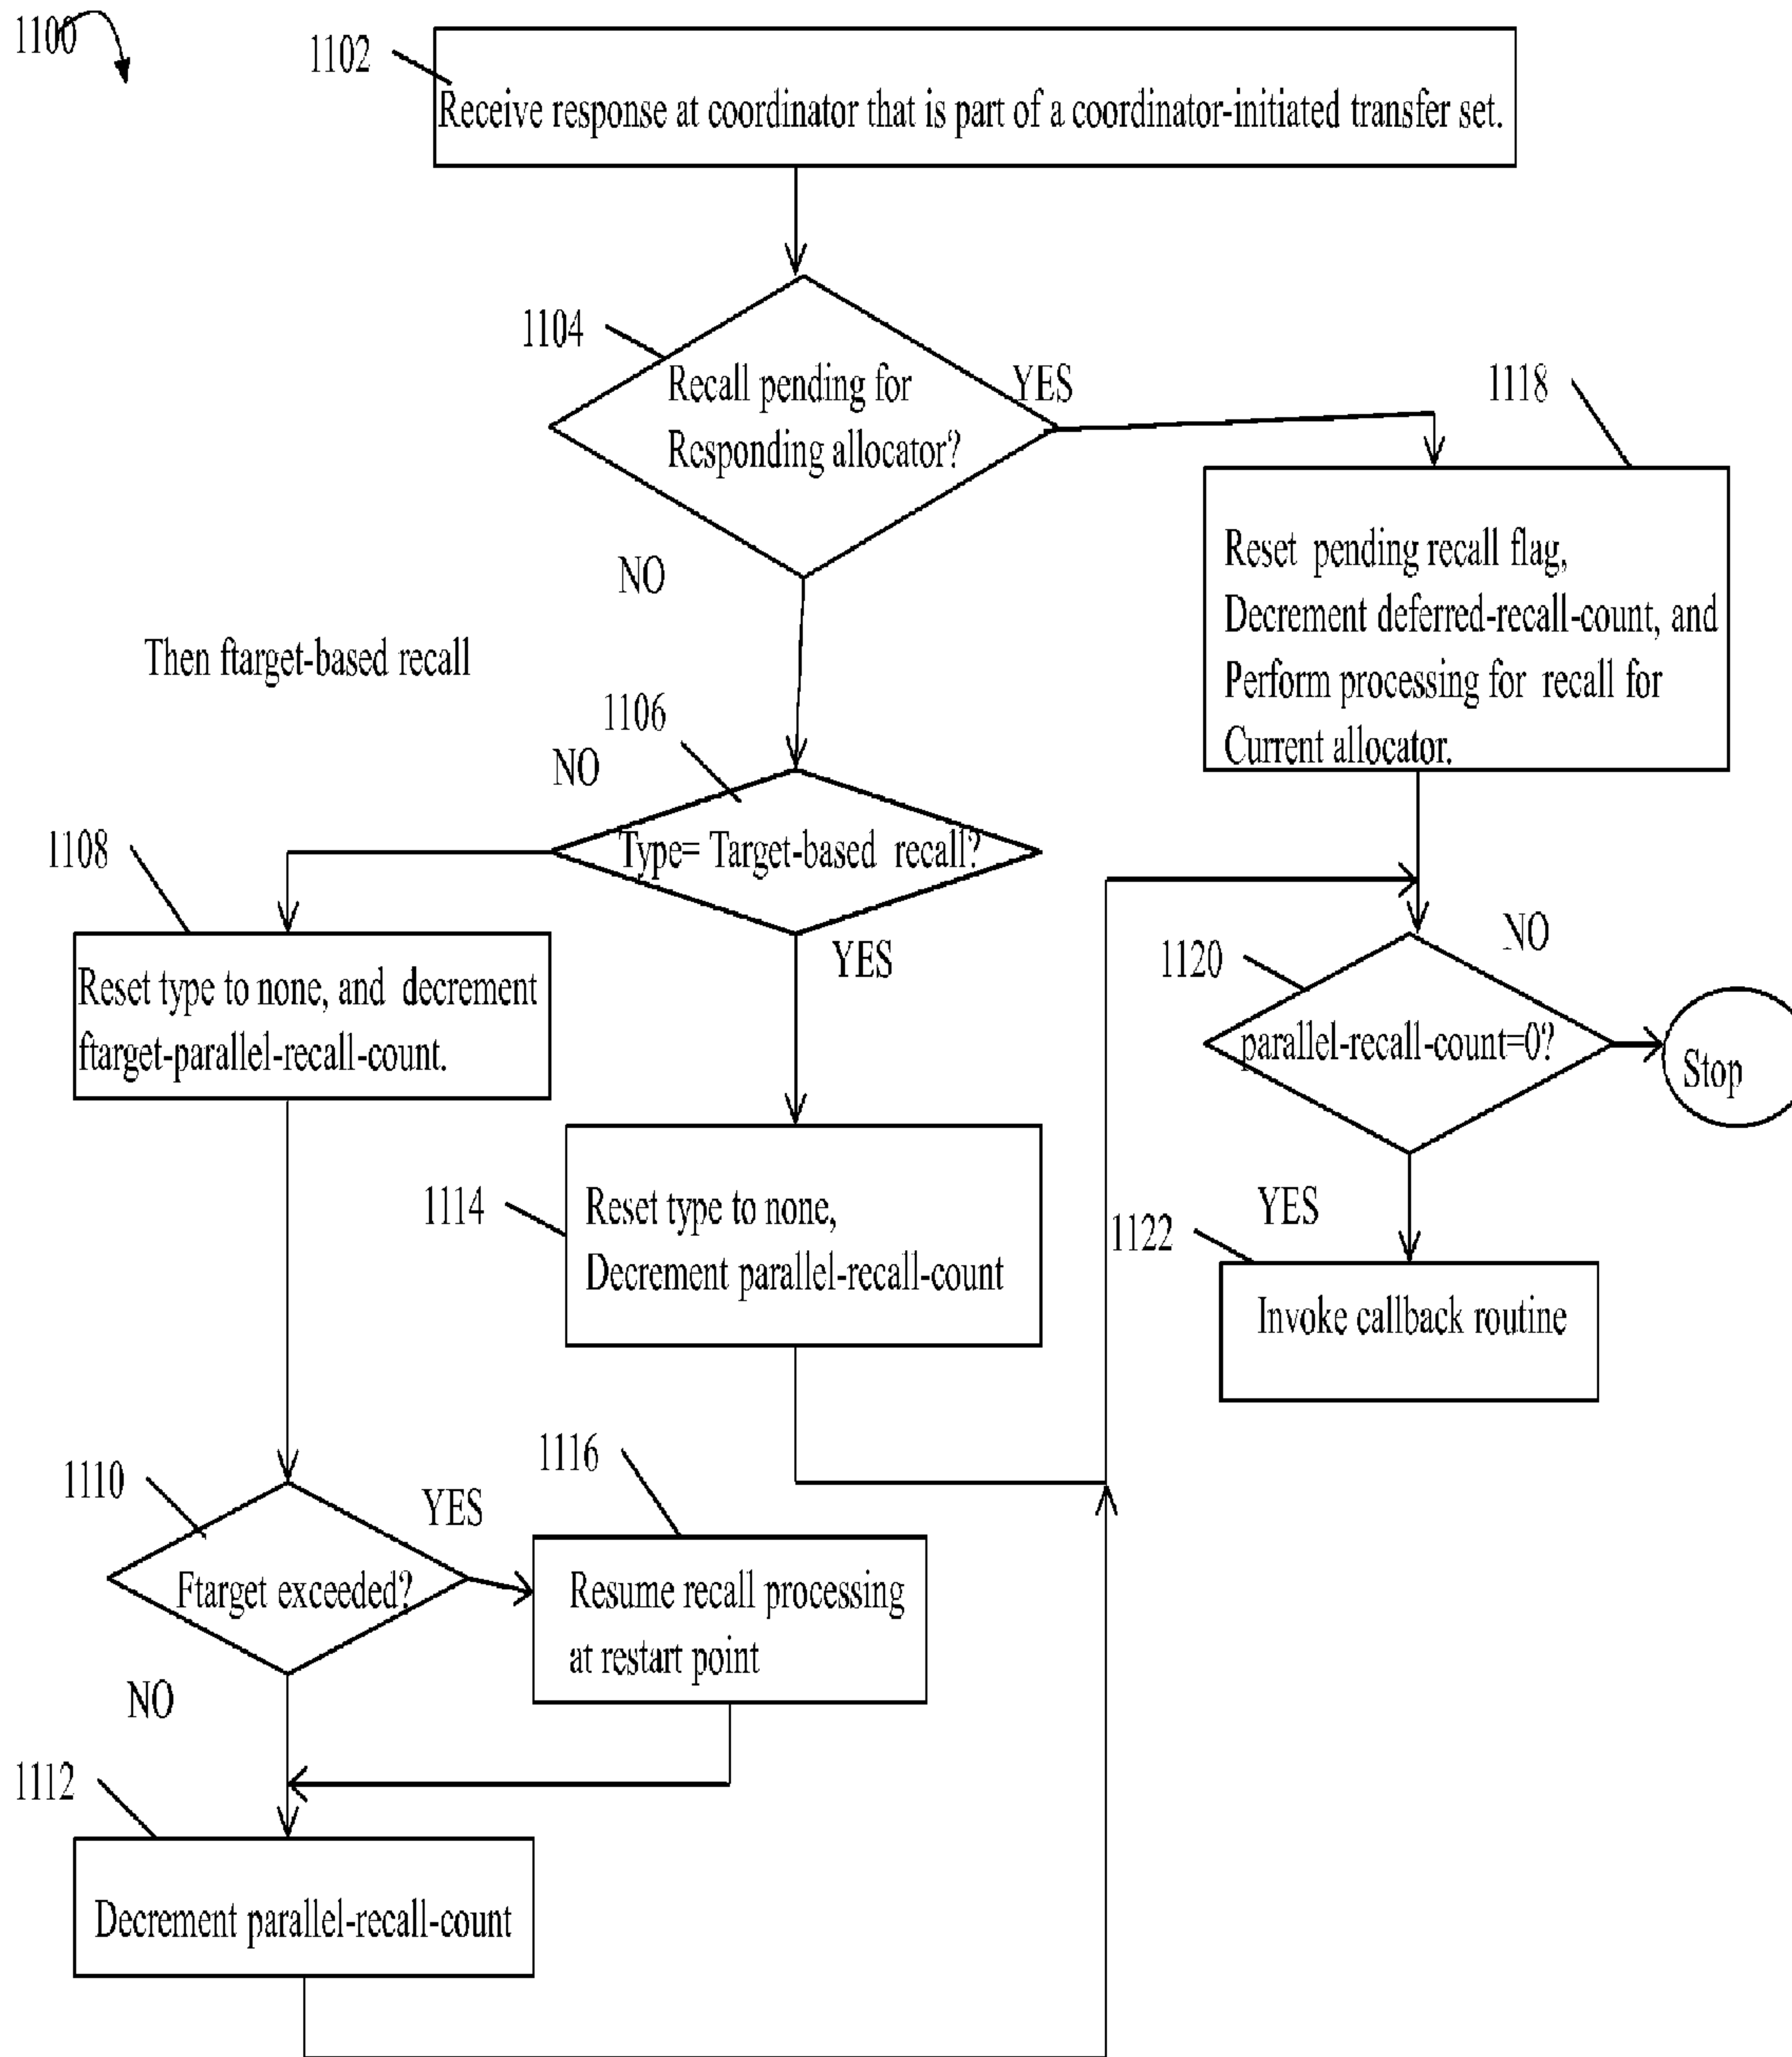 1100
1102
Receive response at coordinator that is part of a coordinator-initiated transfer set.
1104
Recall pending for
Responding allocator?
YES
NO
1118
Reset pending recall flag,
Decrement deferred-recall-count, and
Perform processing for recall for
Current allocator.
Then ftarget-based recall
1106
NO
Type= Target-based recall?
YES
1108
Reset type to none, and decrement
ftarget-parallel-recall-count.
1120
NO
parallel-recall-count=0?
Stop
YES
1114
Reset type to none,
Decrement parallel-recall-count
1122
Invoke callback routine
1110
YES
Ftarget exceeded?
NO
1116
Resume recall processing
at restart point
1112
Decrement parallel-recall-count